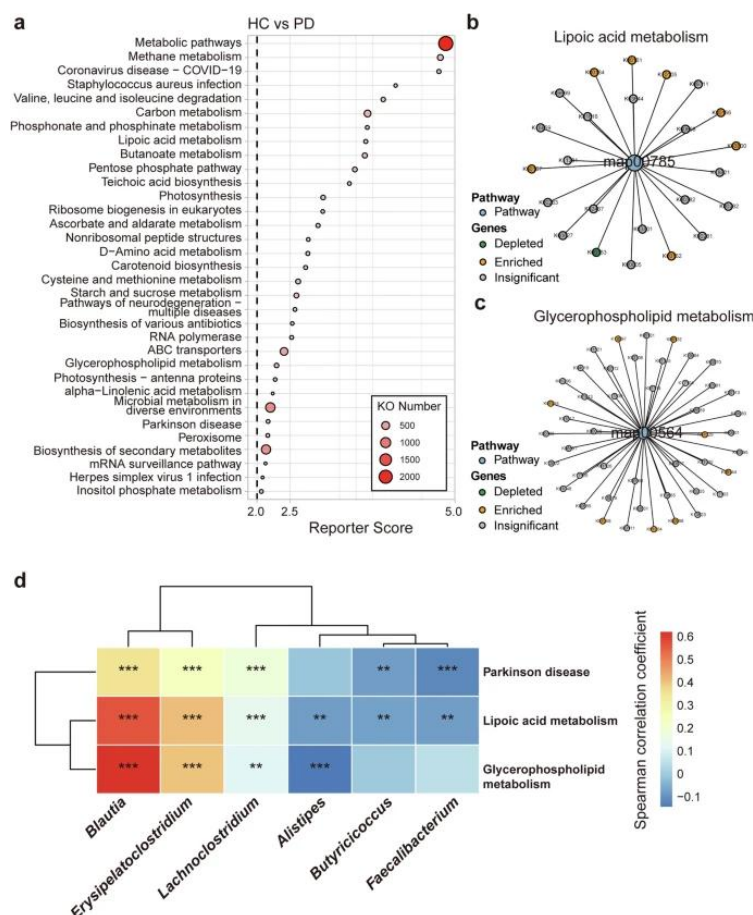 a
HC vs PD
Metabolic pathways
Methane metabolism
Coronavirus disease − COVID−19
Staphylococcus aureus infection
Valine, leucine and isoleucine degradation
Carbon metabolism
Phosphonate and phosphinate metabolism
Lipoic acid metabolism
Butanoate metabolism
Pentose phosphate pathway
Teichoic acid biosynthesis
Photosynthesis
Ribosome biogenesis in eukaryotes
Ascorbate and aldarate metabolism
Nonribosomal peptide structures
D−Amino acid metabolism
Carotenoid biosynthesis
Cysteine and methionine metabolism
Starch and sucrose metabolism
Pathways of neurodegeneration −
multiple diseases
Biosynthesis of various antibiotics
RNA polymerase
ABC transporters
Glycerophospholipid metabolism
Photosynthesis − antenna proteins
alpha−Linolenic acid metabolism
Microbial metabolism in
diverse environments
Parkinson disease
Peroxisome
Biosynthesis of secondary metabolites
mRNA surveillance pathway
Herpes simplex virus 1 infection
Inositol phosphate metabolism
KO Number
500
1000
1500
2000
2.0 2.5 5.0
Reporter Score
b
Lipoic acid metabolism
map00785
Pathway
Pathway
Genes
Depleted
Enriched
Insignificant
c
Glycerophospholipid metabolism
map00564
Pathway
Pathway
Genes
Depleted
Enriched
Insignificant
d
*** *** *** ** ***
Parkinson disease
*** *** *** ** ** **
Lipoic acid metabolism
*** *** ** ***
Glycerophospholipid
metabolism
Blautia
Erysipelatoclostridium
Lachnoclostridium
Alistipes
Butyricicoccus
Faecalibacterium
Spearman correlation coefficient
0.6
0.5
0.4
0.3
0.2
0.1
0
−0.1